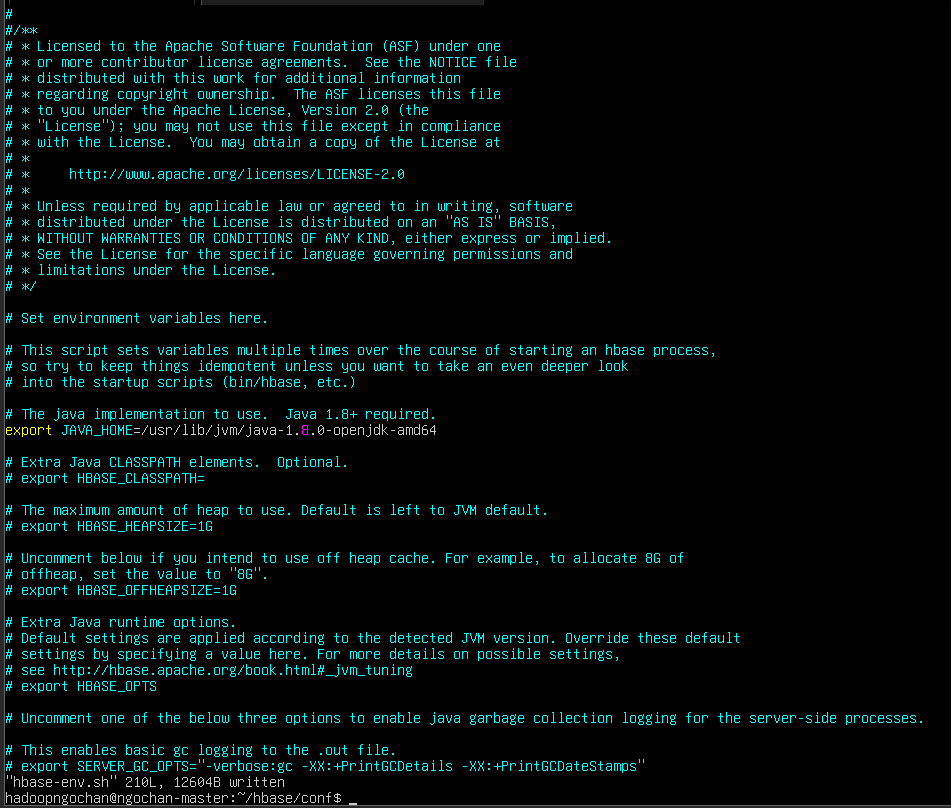 #
#/**
# * Licensed to the Apache Software Foundation (ASF) under one
# * or more contributor license agreements.  See the NOTICE file
# * distributed with this work for additional information
# * regarding copyright ownership.  The ASF licenses this file
# * to you under the Apache License, Version 2.0 (the
# * "License"); you may not use this file except in compliance
# * with the License.  You may obtain a copy of the License at
# *
# *     http://www.apache.org/licenses/LICENSE-2.0
# *
# * Unless required by applicable law or agreed to in writing, software
# * distributed under the License is distributed on an "AS IS" BASIS,
# * WITHOUT WARRANTIES OR CONDITIONS OF ANY KIND, either express or implied.
# * See the License for the specific language governing permissions and
# * limitations under the License.
# */
# Set environment variables here.
# This script sets variables multiple times over the course of starting an hbase process,
# so try to keep things idempotent unless you want to take an even deeper look
# into the startup scripts (bin/hbase, etc.)
# The java implementation to use.  Java 1.8+ required.
export JAVA_HOME=/usr/lib/jvm/java-1.8.0-openjdk-amd64
# Extra Java CLASSPATH elements.  Optional.
# export HBASE_CLASSPATH=
# The maximum amount of heap to use. Default is left to JVM default.
# export HBASE_HEAPSIZE=1G
# Uncomment below if you intend to use off heap cache. For example, to allocate 8G of
# offheap, set the value to "8G".
# export HBASE_OFFHEAPSIZE=1G
# Extra Java runtime options.
# Default settings are applied according to the detected JVM version. Override these default
# settings by specifying a value here. For more details on possible settings,
# see http://hbase.apache.org/book.html#_jvm_tuning
# export HBASE_OPTS
# Uncomment one of the below three options to enable java garbage collection logging for the server-side processes.
# This enables basic gc logging to the .out file.
# export SERVER_GC_OPTS="-verbose:gc -XX:+PrintGCDetails -XX:+PrintGCDateStamps"
"hbase-env.sh" 210L, 12604B written
hadoopngochan@ngochan-master:~/hbase/conf$ _